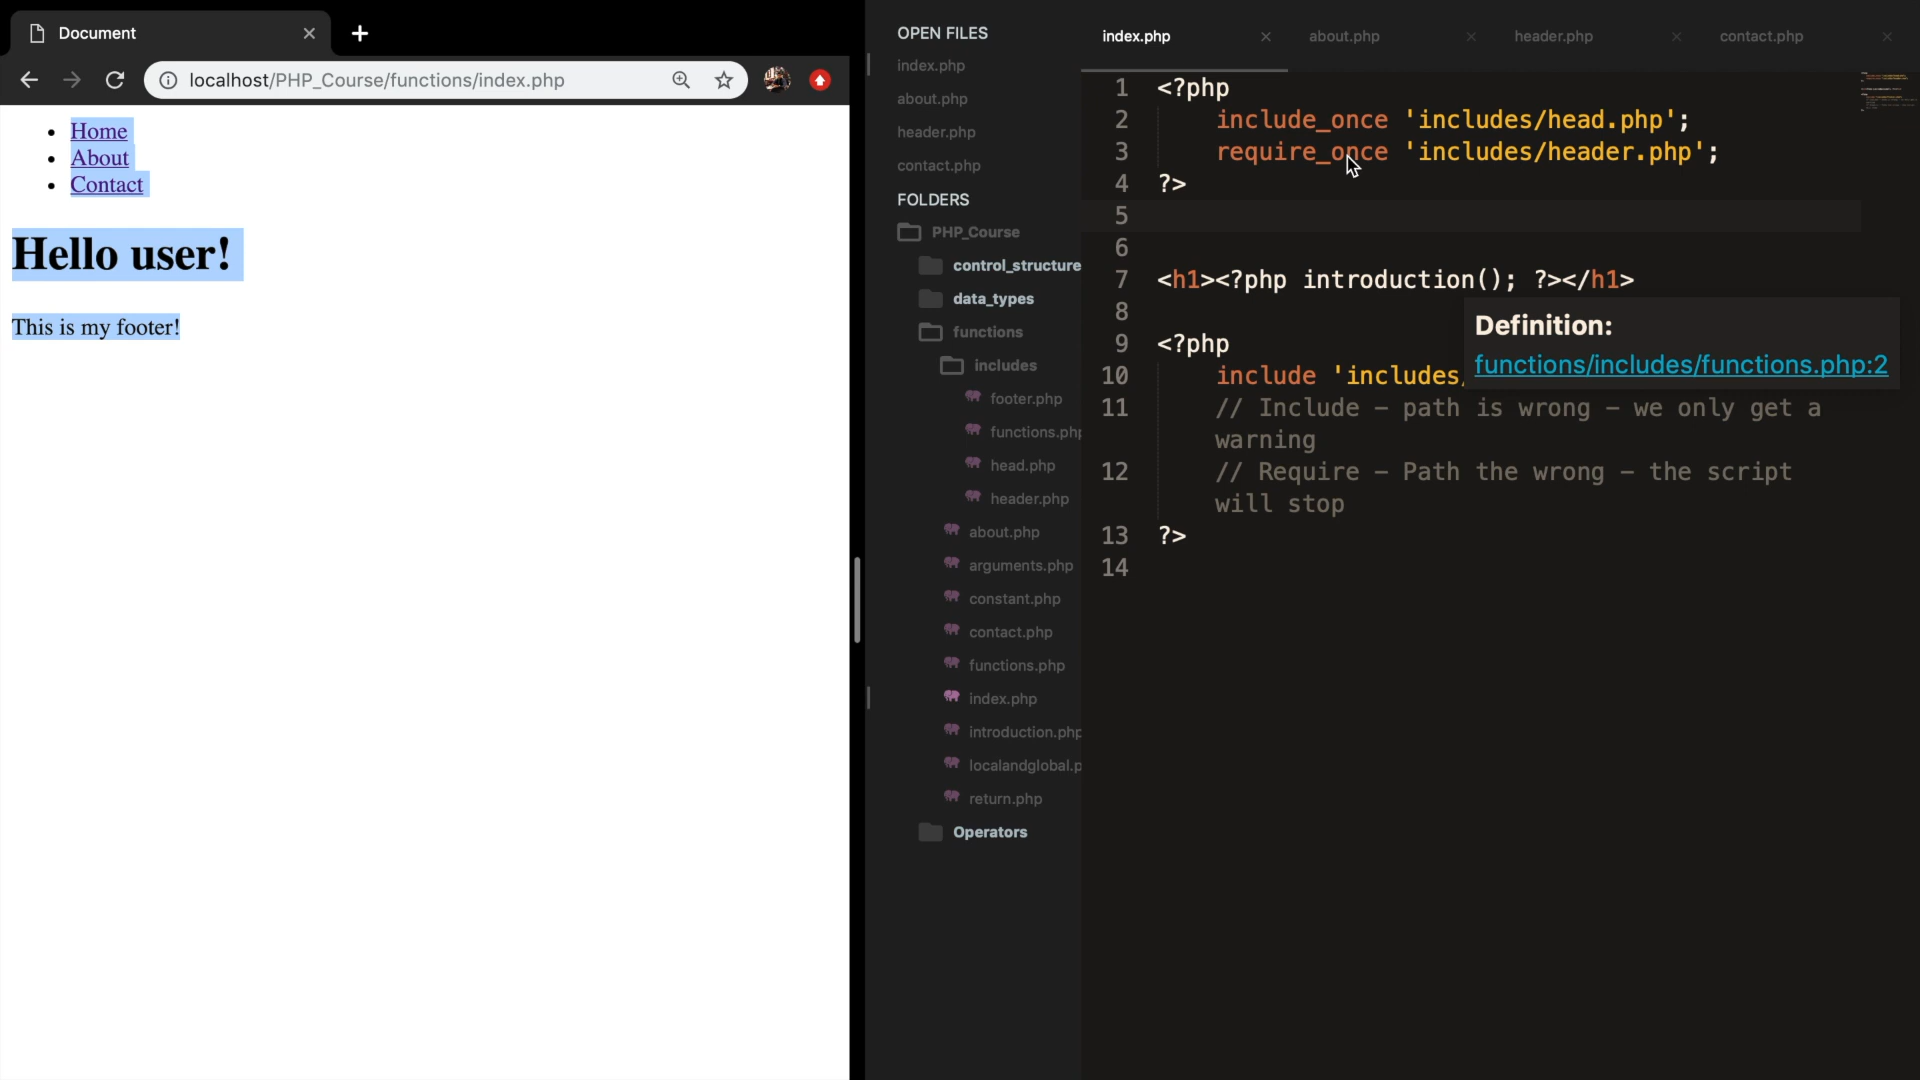 Document
localhost/PHP_Course/functions/index.php
Home
About
Contact
Hello user!
This is my footer!
OPEN FILES
index.php
about.php
header.php
contact.php
FOLDERS
PHP_Course
control_structure
data_types
functions
includes
footer.php
functions.php
head.php
header.php
about.php
arguments.php
constant.php
contact.php
functions.php
index.php
introduction.php
localandglobal.p
return.php
Operators
index.php
about.php
header.php
contact.php
1 <?php
2 include_once 'includes/head.php';
3 require_once 'includes/header.php';
4 ?>
5
6
7 <h1><?php introduction(); ?></h1>
8
Definition:
functions/includes/functions.php:2
9 <?php
10 include 'includes/
11 // Include – path is wrong – we only get a
warning
12 // Require – Path the wrong – the script
will stop
13 ?>
14